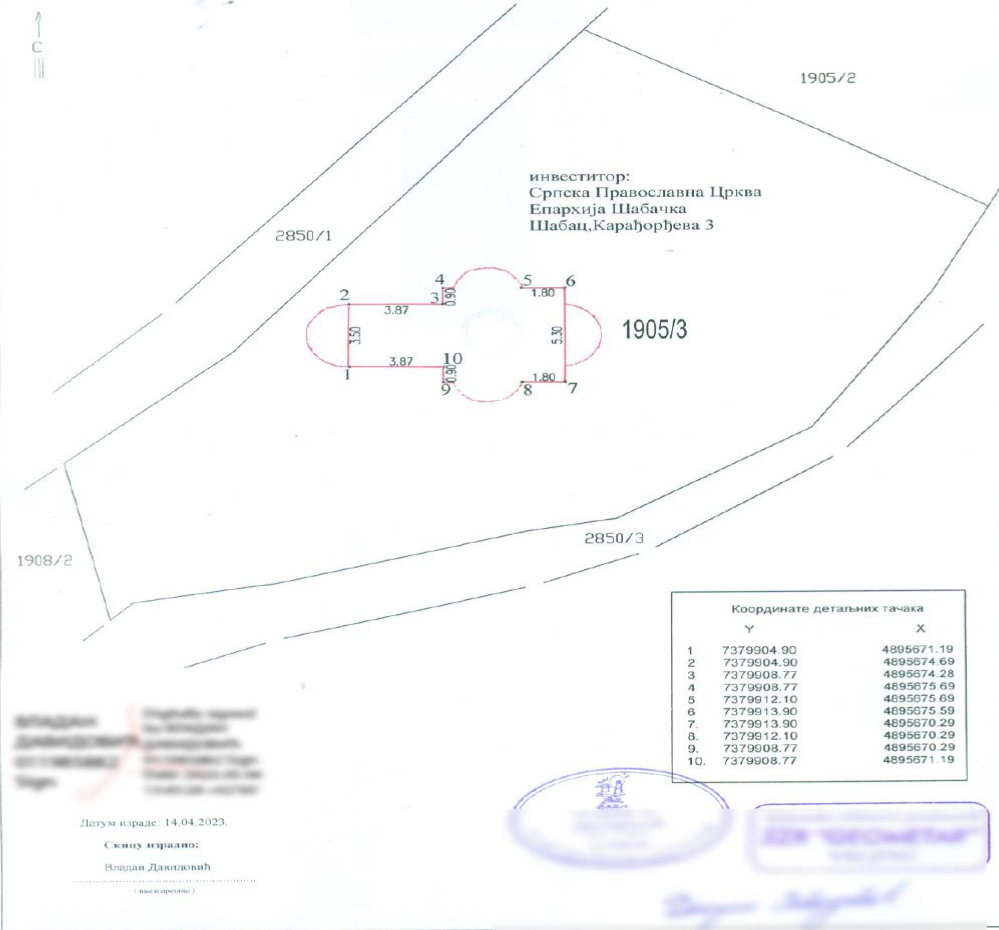 С
1905/2
инвеститор:
Српска Православна Црква
Епархија Шабачка
Шабац,Карађорђева 3
2850/1
4
5
6
2
3
0.90
1.80
3.87
3.50
5.30
1905/3
3.87
10
1
0.90
1.80
9
8
7
2850/3
1908/2
Координате детаљних тачака
Y X
1 7379904.90 4895671.19
2 7379904.90 4895674.69
3 7379908.77 4895674.28
4 7379908.77 4895675.69
5 7379912.10 4895675.69
6 7379913.90 4895675.59
7. 7379913.90 4895670.29
8. 7379912.10 4895670.29
9. 7379908.77 4895670.29
10. 7379908.77 4895671.19
Датум израде: 14.04.2023.
Скицу израдио:
Владан Давидовић
( име и презиме )